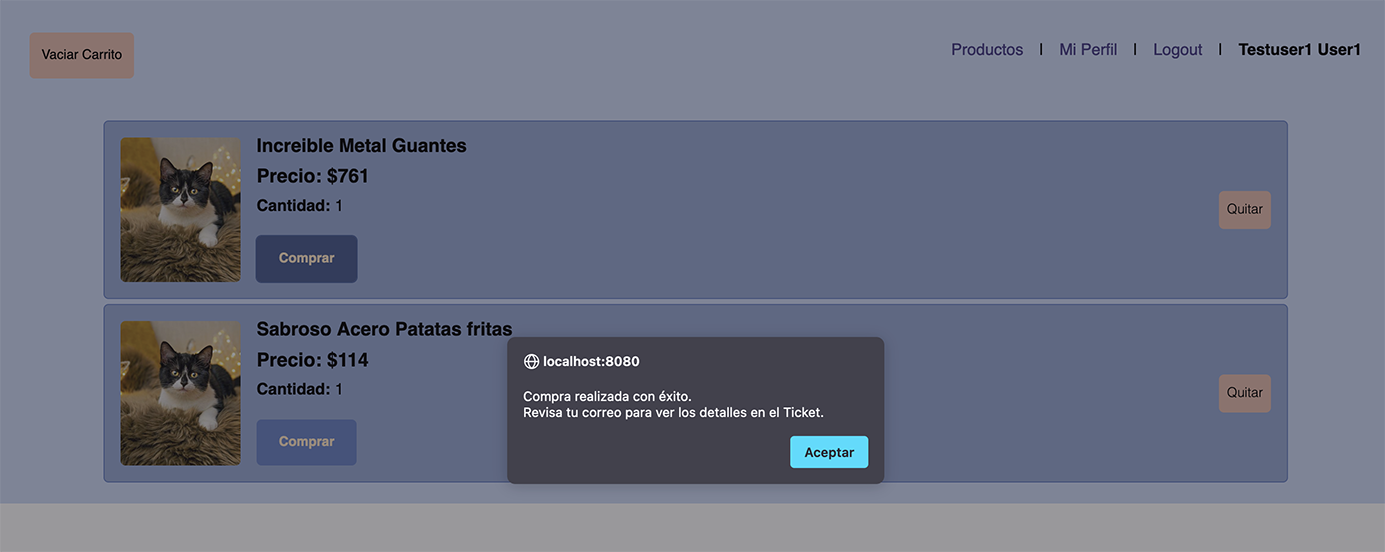 Vaciar Carrito
Productos | Mi Perfil | Logout | Testuser1 User1
Increible Metal Guantes
Precio: $761
Cantidad: 1
Quitar
Comprar
Sabroso Acero Patatas fritas
Precio: $114
Cantidad: 1
Quitar
Comprar
localhost:8080
Compra realizada con éxito.
Revisa tu correo para ver los detalles en el Ticket.
Aceptar